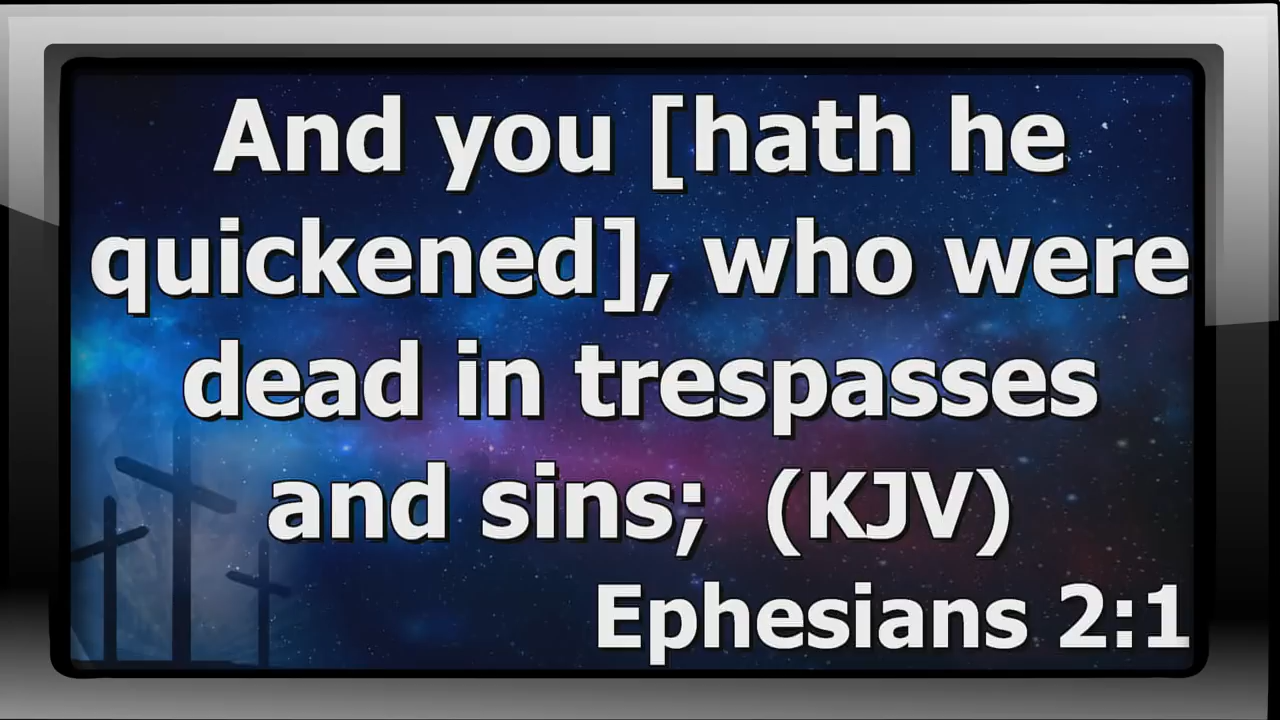 And you [hath he
quickened], who were
dead in trespasses
and sins;  (KJV)
Ephesians 2:1